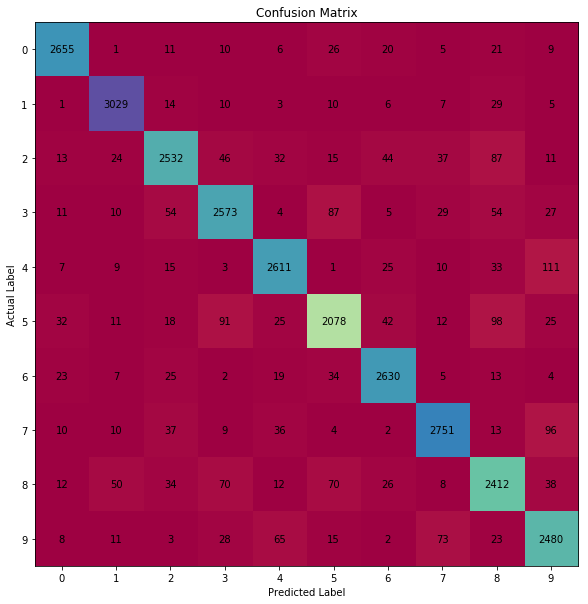 Confusion Matrix
0 2655 1 11 10 6 26 20 5 21 9
1 1 3029 14 10 3 10 6 7 29 5
2 13 24 2532 46 32 15 44 37 87 11
3 11 10 54 2573 4 87 5 29 54 27
4 7 9 15 3 2611 1 25 10 33 111
Actual Label
5 32 11 18 91 25 2078 42 12 98 25
6 23 7 25 2 19 34 2630 5 13 4
7 10 10 37 9 36 4 2 2751 13 96
8 12 50 34 70 12 70 26 8 2412 38
9 8 11 3 28 65 15 2 73 23 2480
0 1 2 3 4 5 6 7 8 9
Predicted Label